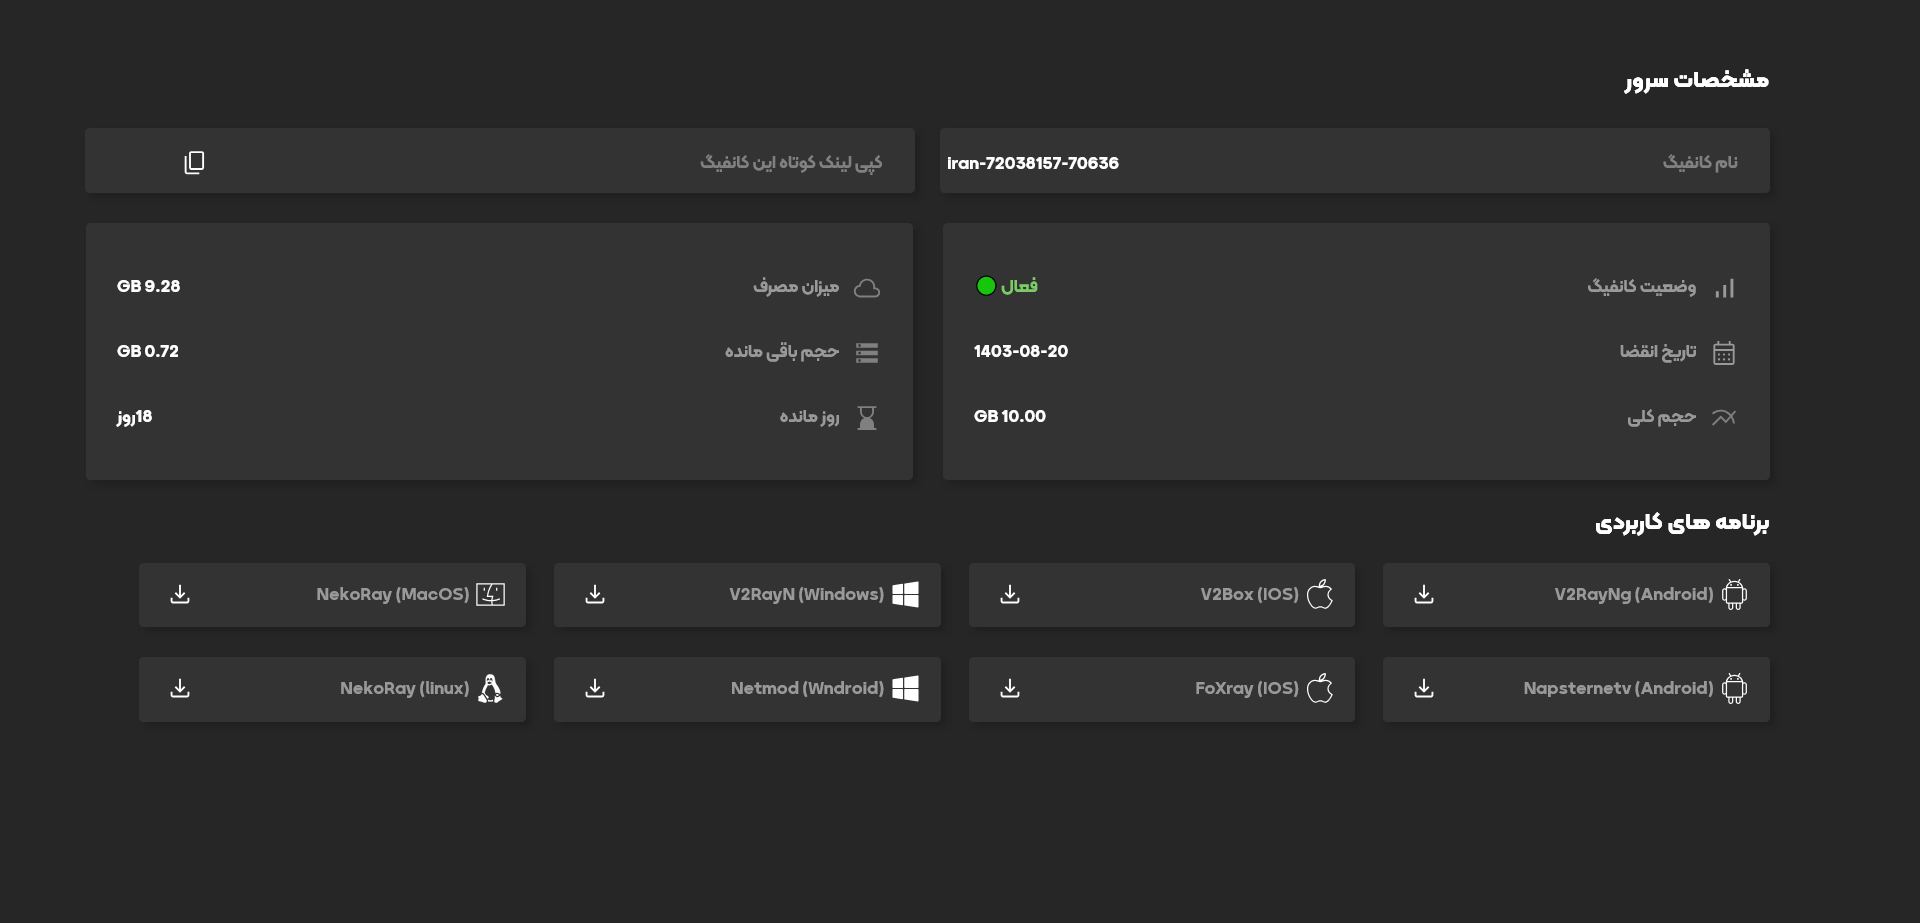 مشخصات سرور
نام کانفیگ
iran-72038157-70636
کپی لینک کوتاه این کانفیگ
وضعیت کانفیگ
فعال
تاریخ انقضا
1403-08-20
حجم کلی
GB 10.00
میزان مصرف
GB 9.28
حجم باقی مانده
GB 0.72
روز مانده
18روز
برنامه های کاربردی
V2RayNg (Android)
V2Box (IOS)
V2RayN (Windows)
NekoRay (MacOS)
Napsternetv (Android)
FoXray (IOS)
Netmod (Wndroid)
NekoRay (linux)